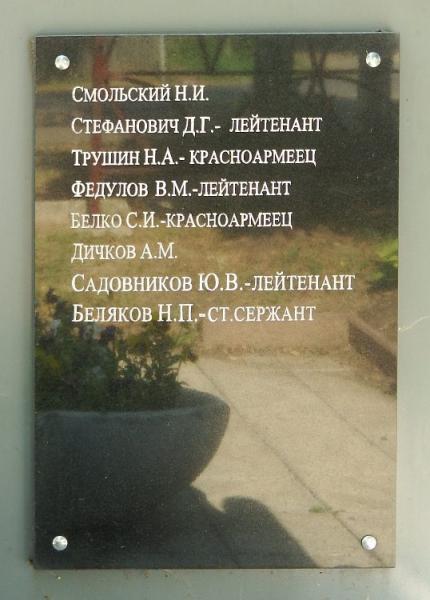 Смольский Н.И.
Стефанович Д.Г.- лейтенант
Трушин Н.А.- красноармеец
Федулов В.М.-лейтенант
Белко С.И.-красноармеец
Дичков А.М.
Садовников Ю.В.-лейтенант
Беляков Н.П.-ст.сержант